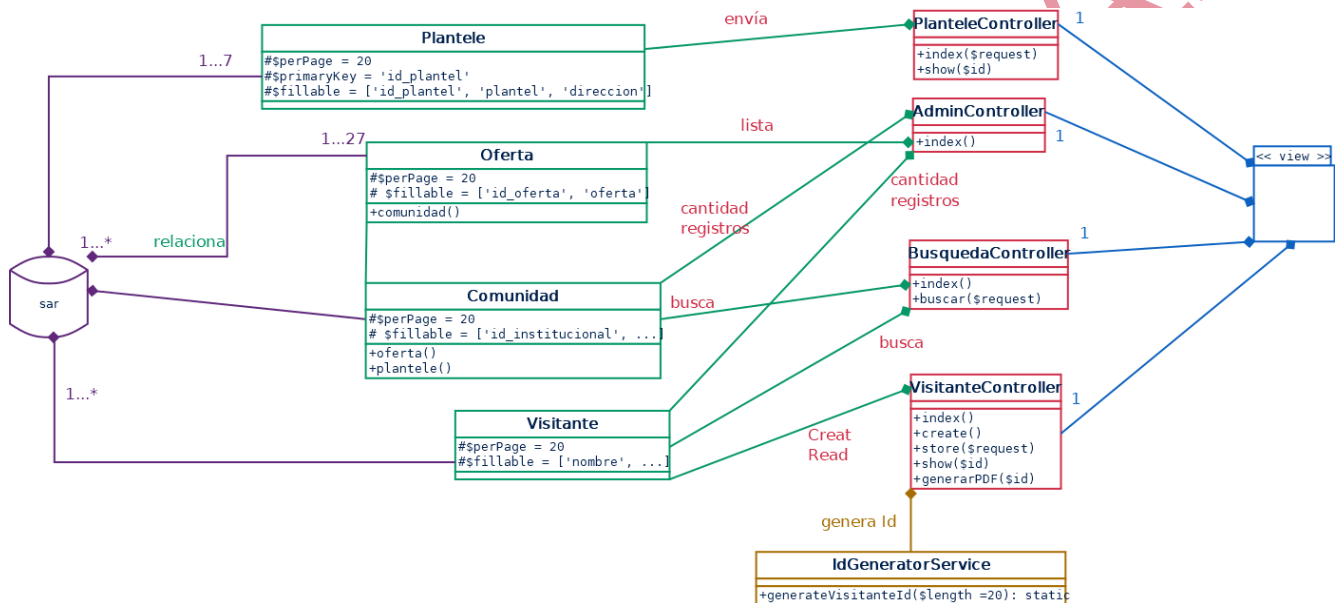 envía
1
Plantele
PlanteleController
1...7
#$perPage = 20
#$primaryKey = 'id_plantel'
#$fillable = ['id_plantel', 'plantel', 'direccion']
+index($request)
+show($id)
AdminController
lista
1...27
1
+index()
Oferta
<< view >>
#$perPage = 20
# $fillable = ['id_oferta', 'oferta']
+comunidad()
cantidad
registros
cantidad
registros
1...*
relaciona
1
BusquedaController
sar
Comunidad
busca
+index()
+buscar($request)
#$perPage = 20
# $fillable = ['id_institucional', ...]
+oferta()
+plantele()
busca
VisitanteController
1...*
1
Visitante
#$perPage = 20
#$fillable = ['nombre', ...]
Creat
Read
+index()
+create()
+store($request)
+show($id)
+generarPDF($id)
genera Id
IdGeneratorService
+generateVisitanteId($length =20): static